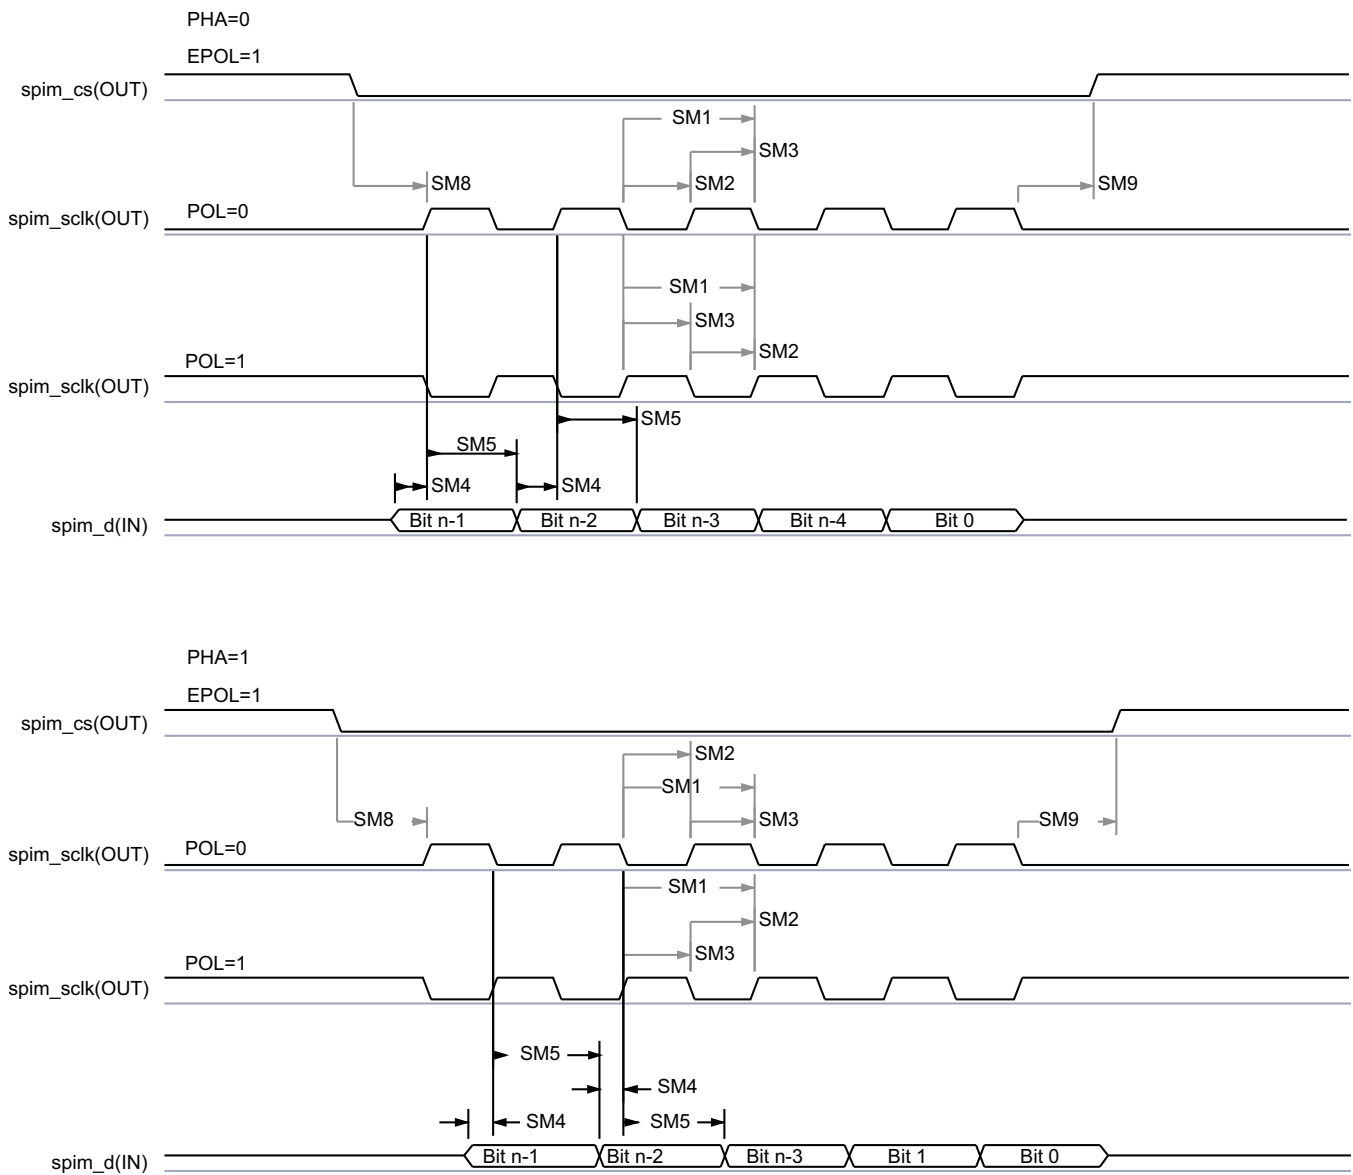 PHA=0
EPOL=1
spim_cs(OUT)
SM1
SM3
SM8
SM2
SM9
POL=0
spim_sclk(OUT)
SM1
SM3
SM2
POL=1
spim_sclk(OUT)
SM5
SM5
SM4
SM4
spim_d(IN)
Bit n-1
Bit n-2
Bit n-3
Bit n-4
Bit 0
PHA=1
EPOL=1
spim_cs(OUT)
SM2
SM1
SM8
SM3
SM9
POL=0
spim_sclk(OUT)
SM1
SM2
SM3
POL=1
spim_sclk(OUT)
SM5
SM4
SM4
SM5
spim_d(IN)
Bit n-1
Bit n-2
Bit n-3
Bit 1
Bit 0